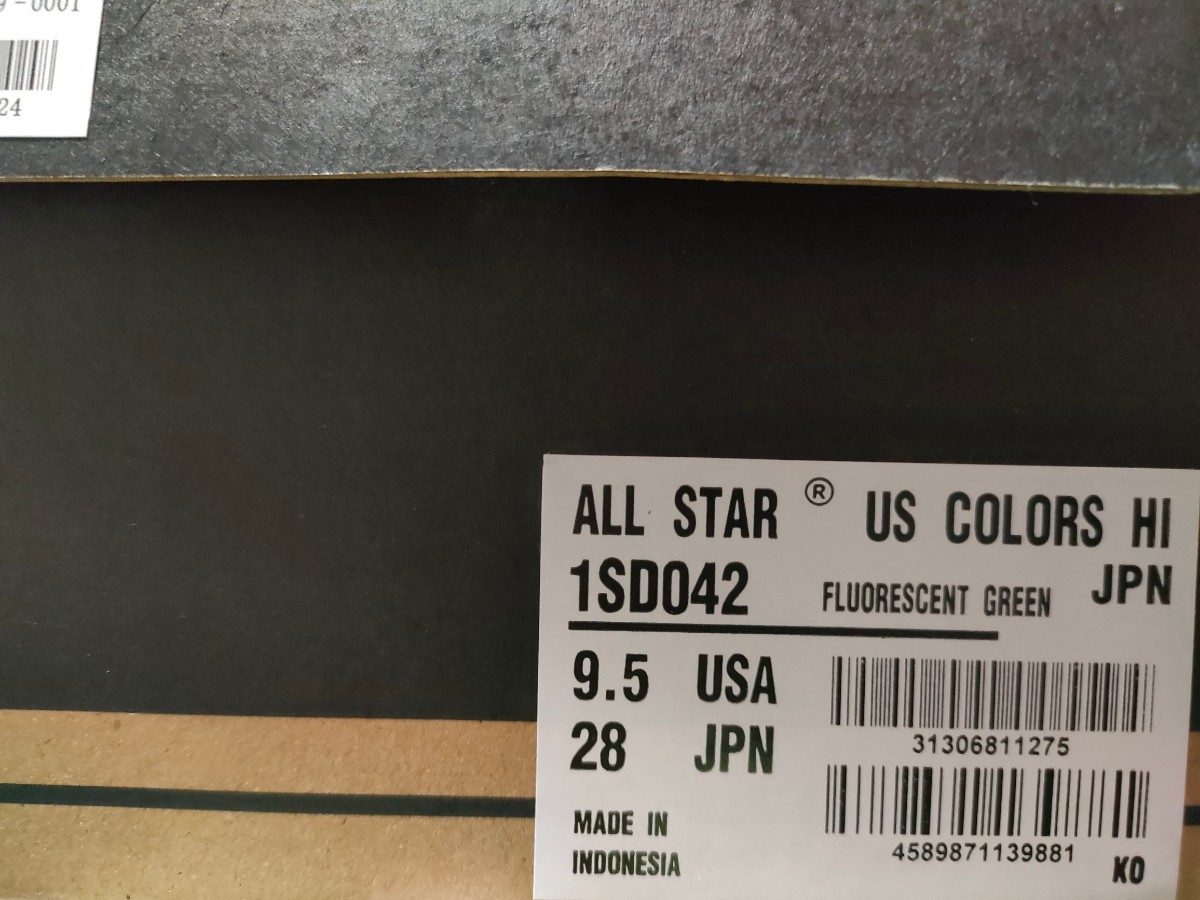 9-0001
24
ALL STAR ® US COLORS HI
1SD042 FLUORESCENT GREEN JPN
9.5 USA
28 JPN
31306811275
4589871139881
MADE IN
INDONESIA
KO